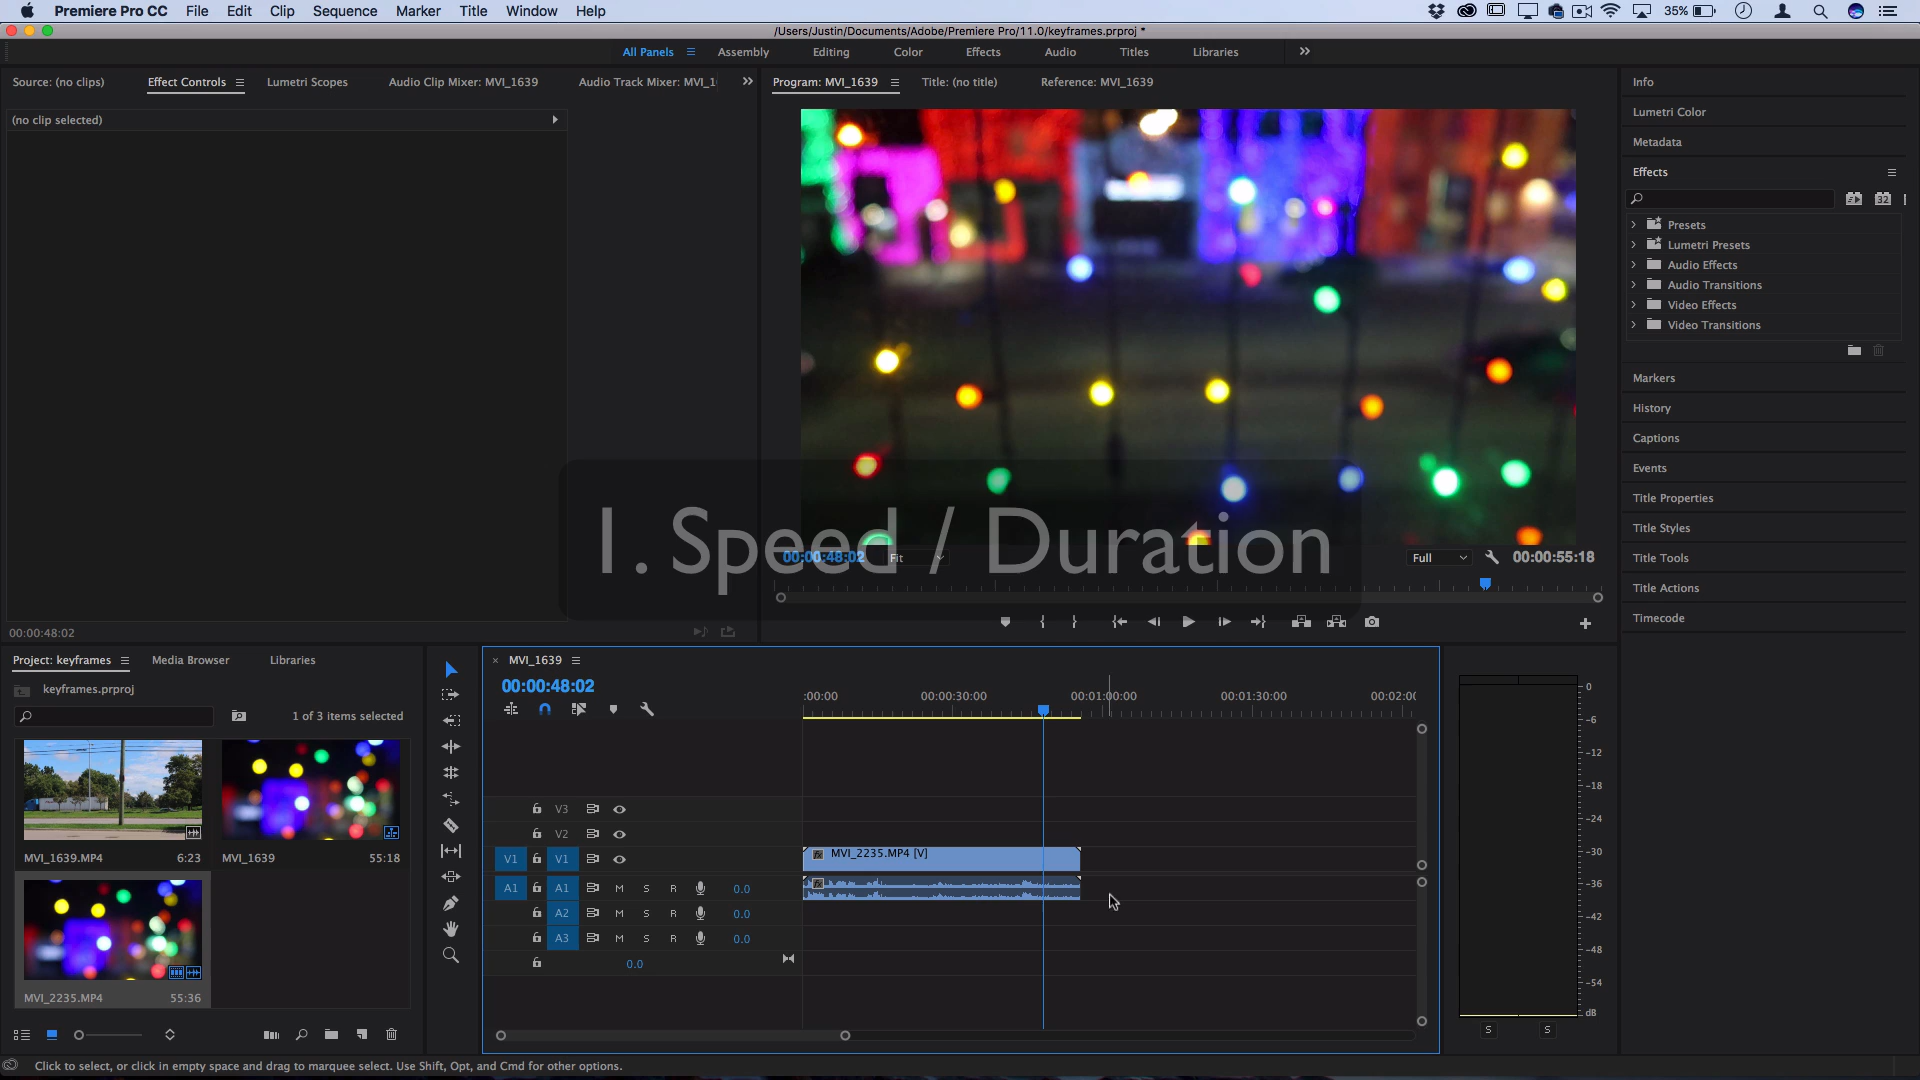 Premiere Pro CC File Edit Clip Sequence Marker Title Window Help 35%
/Users/Justin/Documents/Adobe/Premiere Pro/11.0/keyframes.prproj *
All Panels Assembly Editing Color Effects Audio Titles Libraries
Source: (no clips) Effect Controls Lumetri Scopes Audio Clip Mixer: MVI_1639 Audio Track Mixer: MVI_1
Program: MVI_1639 Title: (no title) Reference: MVI_1639
(no clip selected)
Info
Lumetri Color
Metadata
Effects
32
Presets
Lumetri Presets
Audio Effects
Audio Transitions
Video Effects
Video Transitions
Markers
History
Captions
Events
Title Properties
Title Styles
Title Tools
Title Actions
Timecode
1. Speed / Duration
00:00:48:02 Fit Full 00:00:55:18
00:00:48:02
Project: keyframes Media Browser Libraries
keyframes.prproj
1 of 3 items selected
MVI_1639.MP4 6:23 MVI_1639 55:18
MVI_2235.MP4 55:36
× MVI_1639
00:00:48:02
:00:00 00:00:30:00 00:01:00:00 00:01:30:00 00:02:0
V3
V2
V1 V1 fx MVI_2235.MP4 [V]
A1 A1 M S R 0.0
A2 M S R 0.0
A3 M S R 0.0
0.0
0
-6
-12
-18
-24
-30
-36
-42
-48
-54
dB
S S
Click to select, or click in empty space and drag to marquee select. Use Shift, Opt, and Cmd for other options.